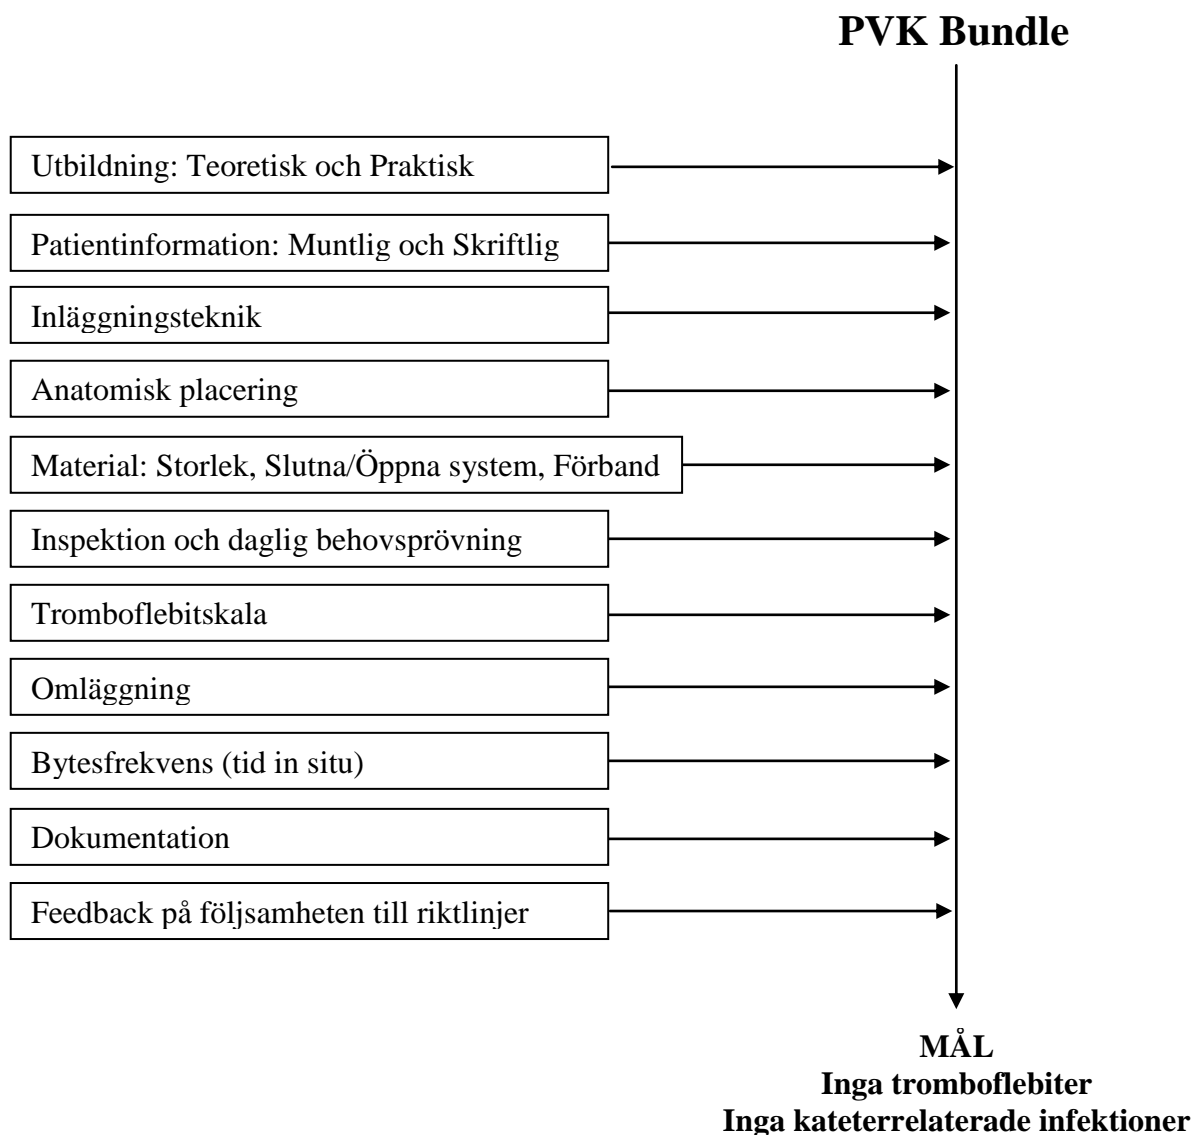 PVK Bundle
Utbildning: Teoretisk och Praktisk
Patientinformation: Muntlig och Skriftlig
Inläggningsteknik
Anatomisk placering
Material: Storlek, Slutna/Öppna system, Förband
Inspektion och daglig behovsprövning
Tromboflebitskala
Omläggning
Bytesfrekvens (tid in situ)
Dokumentation
Feedback på följsamheten till riktlinjer
MÅL
Inga tromboflebiter
Inga kateterrelaterade infektioner